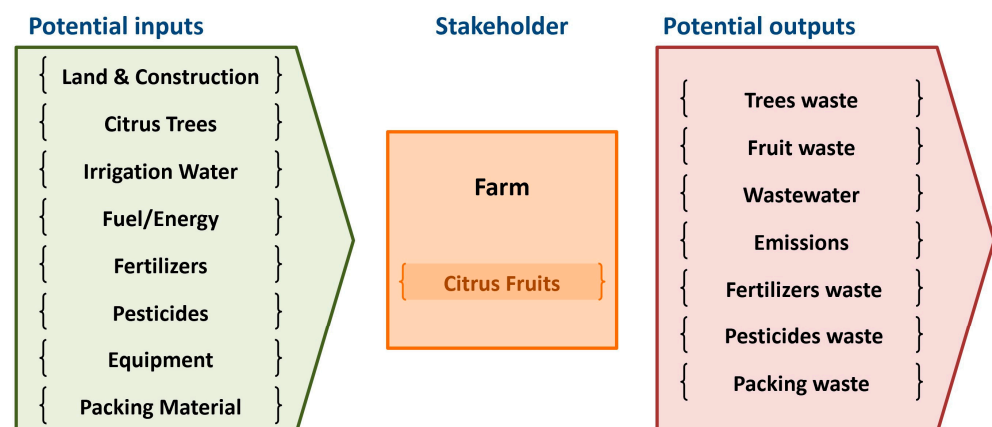 Potential inputs
Land & Construction
Citrus Trees
Irrigation Water
Fuel/Energy
Fertilizers
Pesticides
Equipment
Packing Material
Stakeholder
Farm
Citrus Fruits
Potential outputs
Trees waste
Fruit waste
Wastewater
Emissions
Fertilizers waste
Pesticides waste
Packing waste